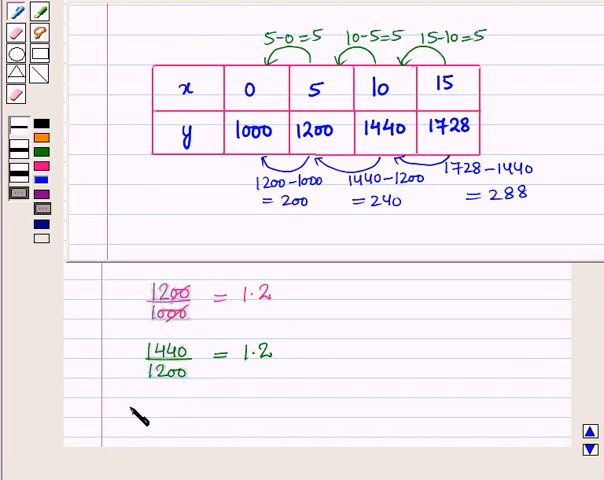 5-0=5 10-5=5 15-10=5
x 0 5 10 15
y 1000 1200 1440 1728
1200-1000 1440-1200 1728-1440
= 200 = 240 = 288
1200/1000 = 1.2
1440/1200 = 1.2